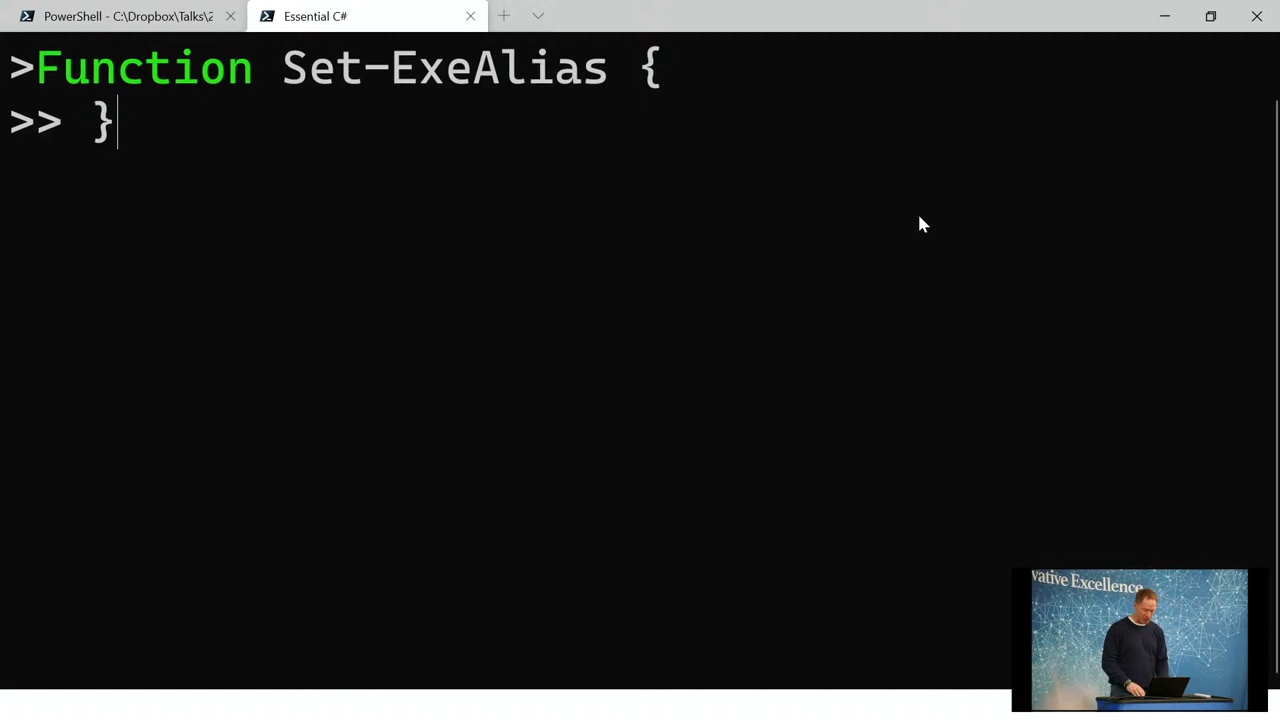 PowerShell - C:\Dropbox\Talks\2
Essential C#
>Function Set-ExeAlias {
>> }
vative Excellence